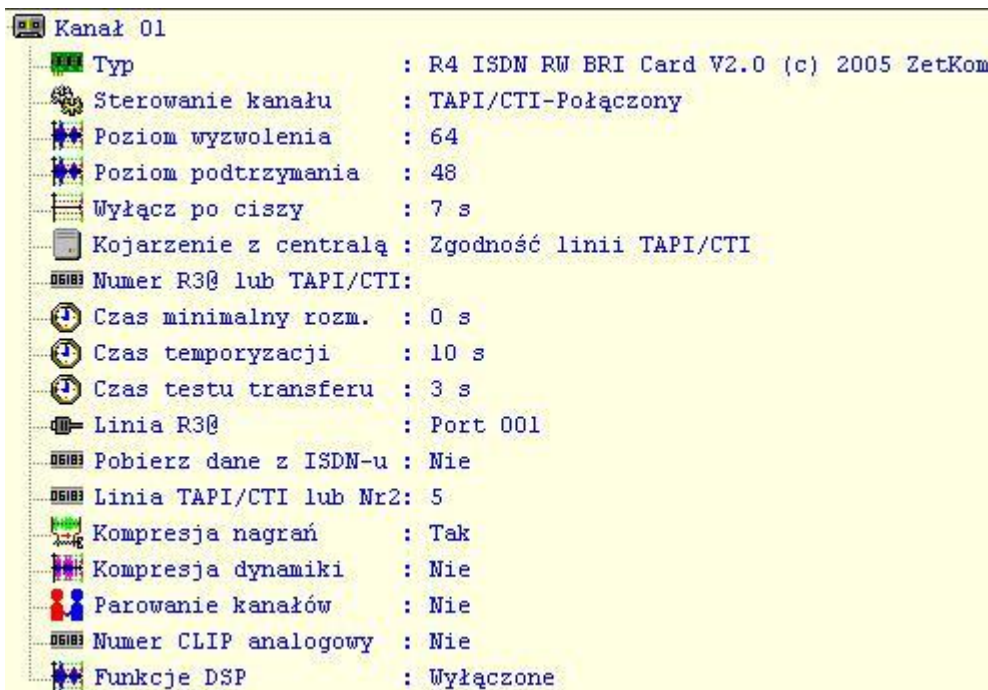 Kanał 01
Typ : R4 ISDN RW BRI Card V2.0 (c) 2005 ZetKom
Sterowanie kanału : TAPI/CTI-Połączony
Poziom wyzwolenia : 64
Poziom podtrzymania : 48
Wyłącz po ciszy : 7 s
Kojarzenie z centralą : Zgodność linii TAPI/CTI
Numer R3@ lub TAPI/CTI:
Czas minimalny rozm. : 0 s
Czas temporyzacji : 10 s
Czas testu transferu : 3 s
Linia R3@ : Port 001
Pobierz dane z ISDN-u : Nie
Linia TAPI/CTI lub Nr2: 5
Kompresja nagrań : Tak
Kompresja dynamiki : Nie
Parowanie kanałów : Nie
Numer CLIP analogowy : Nie
Funkcje DSP : Wyłączone